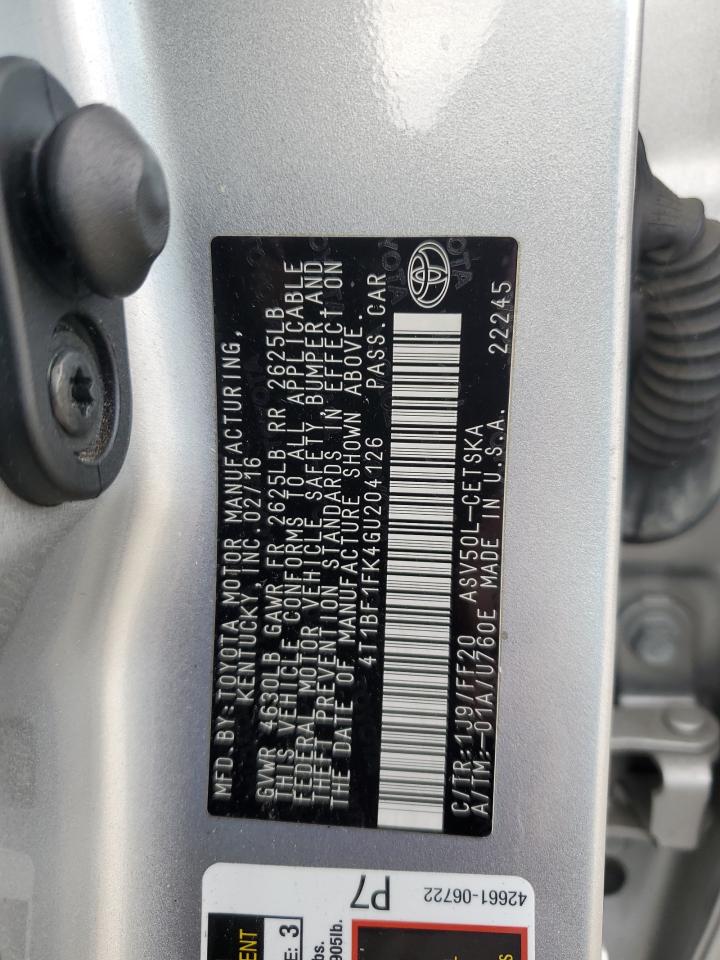 MFD.BY:TOYOTA MOTOR MANUFACTURING,
KENTUCKY, INC 02/16
GVWR 4630LB GAWR FR 2625LB RR 2625LB
THIS VEHICLE CONFORMS TO ALL APPLICABLE
FEDERAL MOTOR VEHICLE SAFETY,BUMPER,AND
THEFT PREVENTION STANDARDS IN EFFECT ON
THE DATE OF MANUFACTURE SHOWN ABOVE.
4T1BF1FK4GU204126 PASS.CAR
C/TR:1J9/FF20 ASV50L-CETSKA
A/TM:-01A/U760E MADE IN U.S.A. 22245
P7
42661-06722
3
905lb.